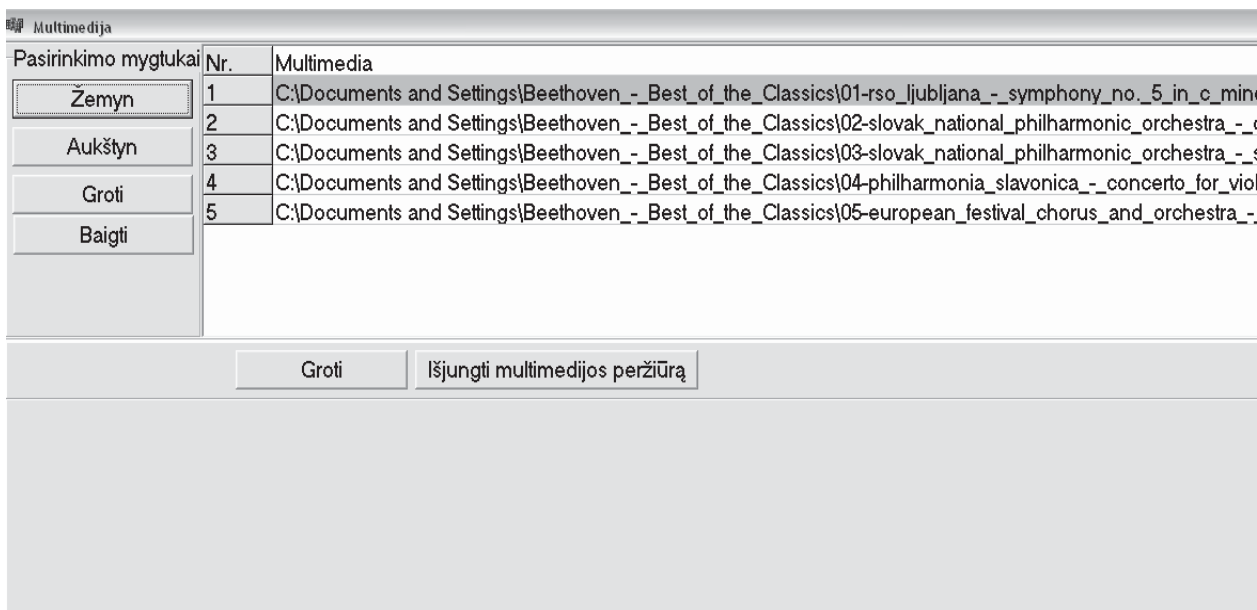 Multimedija
Pasirinkimo mygtukai
Žemyn
Aukštyn
Groti
Baigti
Nr. Multimedia
1 C:\Documents and Settings\Beethoven_-_Best_of_the_Classics\01-rso_ljubljana_-_symphony_no._5_in_c_min
2 C:\Documents and Settings\Beethoven_-_Best_of_the_Classics\02-slovak_national_philharmonic_orchestra_-_
3 C:\Documents and Settings\Beethoven_-_Best_of_the_Classics\03-slovak_national_philharmonic_orchestra_-_
4 C:\Documents and Settings\Beethoven_-_Best_of_the_Classics\04-philharmonia_slavonica_-_concerto_for_vio
5 C:\Documents and Settings\Beethoven_-_Best_of_the_Classics\05-european_festival_chorus_and_orchestra_-_
Groti
Išjungti multimedijos peržiūrą